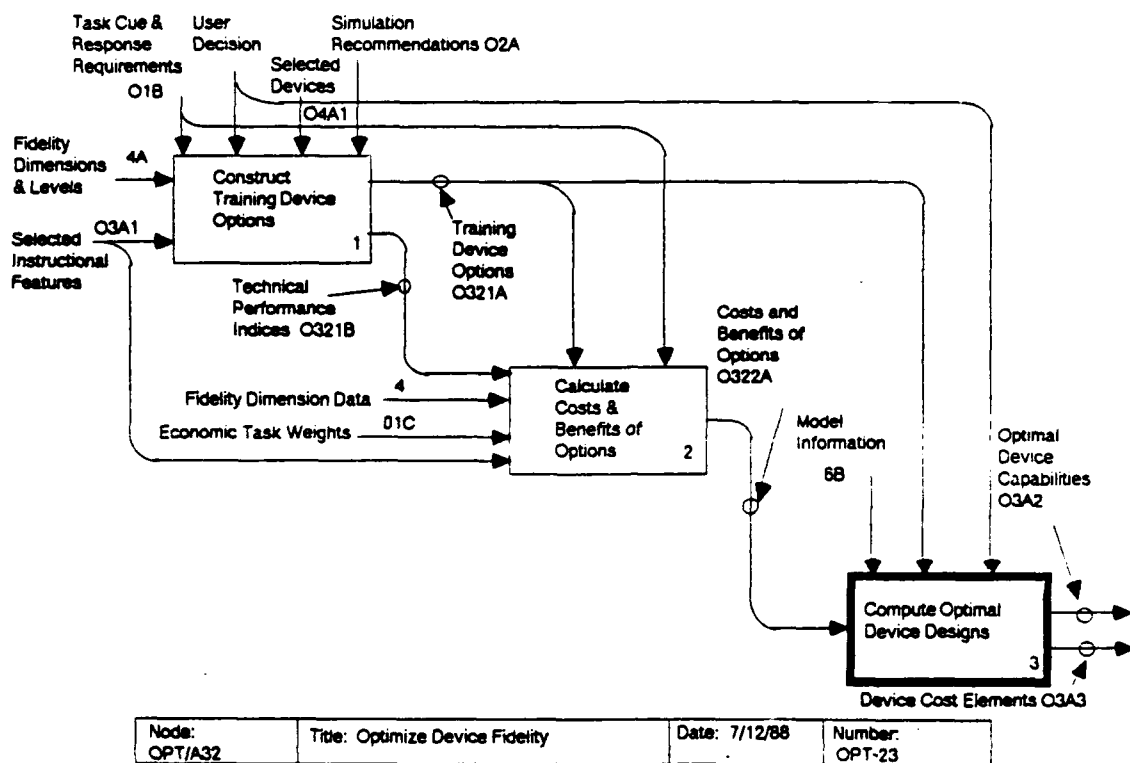 Task Cue &
Response
Requirements
O1B
User
Decision
Selected
Devices
O4A1
Simulation
Recommendations O2A
Fidelity
Dimensions
& Levels
4A
Selected
Instructional
Features
O3A1
Construct
Training Device
Options
1
Training
Device
Options
O321A
Technical
Performance
Indices O321B
Costs and
Benefits of
Options
O322A
Fidelity Dimension Data
4
Economic Task Weights
01C
Calculate
Costs &
Benefits of
Options
2
Model
Information
6B
Optimal
Device
Capabilities
O3A2
Compute Optimal
Device Designs
3
Device Cost Elements O3A3
Node:
OPT/A32
Title: Optimize Device Fidelity
Date: 7/12/88
Number:
OPT-23